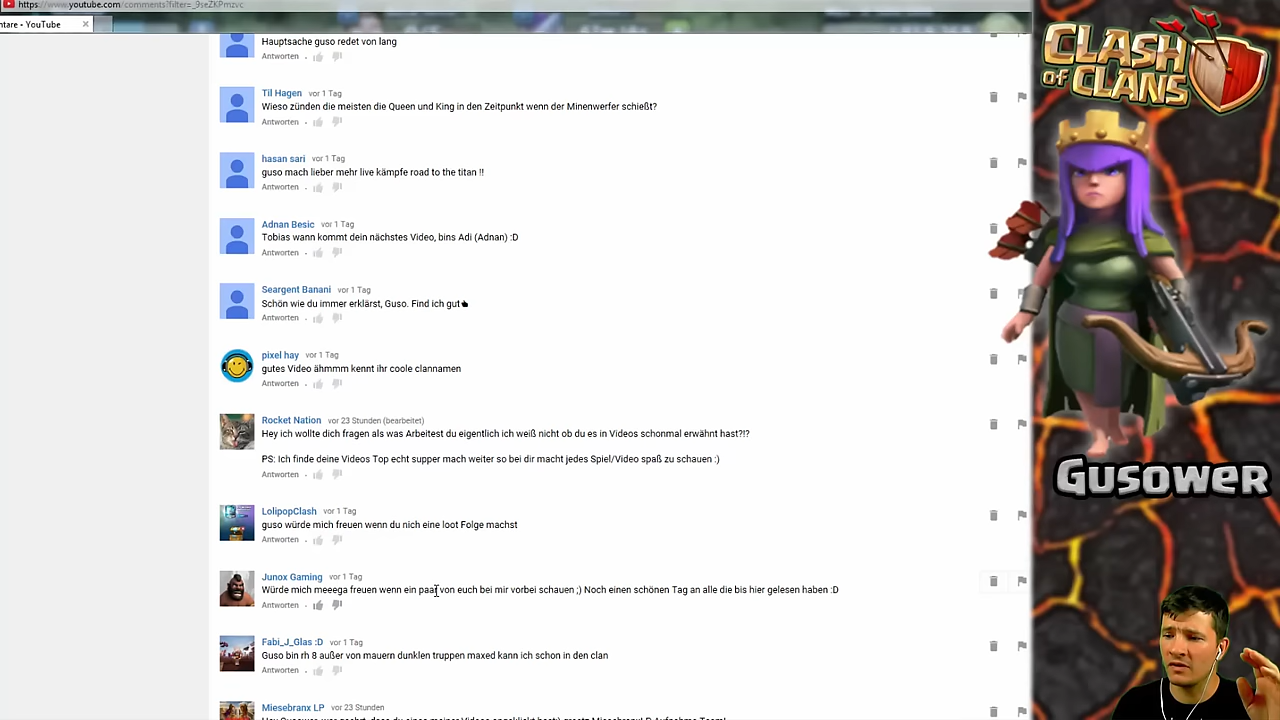 https://www.youtube.com/comments?filter=_9seZKPmzvc
ntare • YouTube ×
CLASH
OF CLANS
Hauptsache guso redet von lang
Antworten •
Til Hagen vor 1 Tag
Wieso zünden die meisten die Queen und King in den Zeitpunkt wenn der Minenwerfer schießt?
Antworten •
hasan sari vor 1 Tag
guso mach lieber mehr live kämpfe road to the titan !!
Antworten •
Adnan Besic vor 1 Tag
Tobias wann kommt dein nächstes Video, bins Adi (Adnan) :D
Antworten •
Seargent Banani vor 1 Tag
Schön wie du immer erklärst, Guso. Find ich gut
Antworten •
pixel hay vor 1 Tag
gutes Video ähmmm kennt ihr coole clannamen
Antworten •
Rocket Nation vor 23 Stunden (bearbeitet)
Hey ich wollte dich fragen als was Arbeitest du eigentlich ich weiß nicht ob du es in Videos schonmal erwähnt hast?!?
PS: Ich finde deine Videos Top echt supper mach weiter so bei dir macht jedes Spiel/Video spaß zu schauen :)
Antworten •
GUSOWER
LolipopClash vor 1 Tag
guso würde mich freuen wenn du nich eine loot Folge machst
Antworten •
Junox Gaming vor 1 Tag
Würde mich meeega freuen wenn ein paar von euch bei mir vorbei schauen ;) Noch einen schönen Tag an alle die bis hier gelesen haben :D
Antworten •
Fabi_J_Glas :D vor 1 Tag
Guso bin rh 8 außer von mauern dunklen truppen maxed kann ich schon in den clan
Antworten •
Miesebranx LP vor 23 Stunden